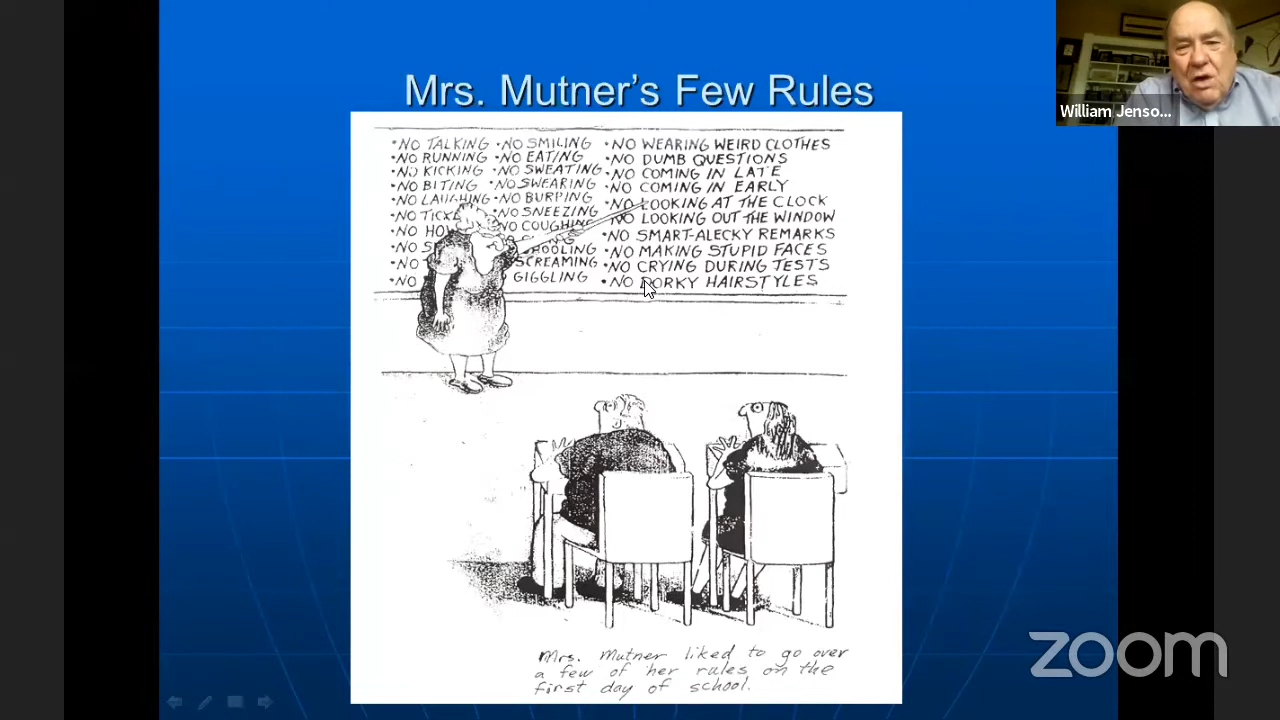 Mrs. Mutner's Few Rules
William Jenso...
•NO TALKING
•NO RUNNING
•NO KICKING
•NO BITING
•NO LAUGHING
•NO
•NO
•NO
•NO
•NO
•NO SMILING
•NO EATING
•NO SWEATING
•NO SWEARING
•NO BURPING
•NO SNEEZING
NO COUGHING
SCREAMING
GIGGLING
•NO WEARING WEIRD CLOTHES
•NO DUMB QUESTIONS
•NO COMING IN LATE
•NO COMING IN EARLY
•NO LOOKING AT THE CLOCK
•NO LOOKING OUT THE WINDOW
•NO SMART-ALECKY REMARKS
•NO MAKING STUPID FACES
•NO CRYING DURING TESTS
•NO DORKY HAIRSTYLES
Mrs. Mutner liked to go over
a few of her rules on the
first day of school.
zoom